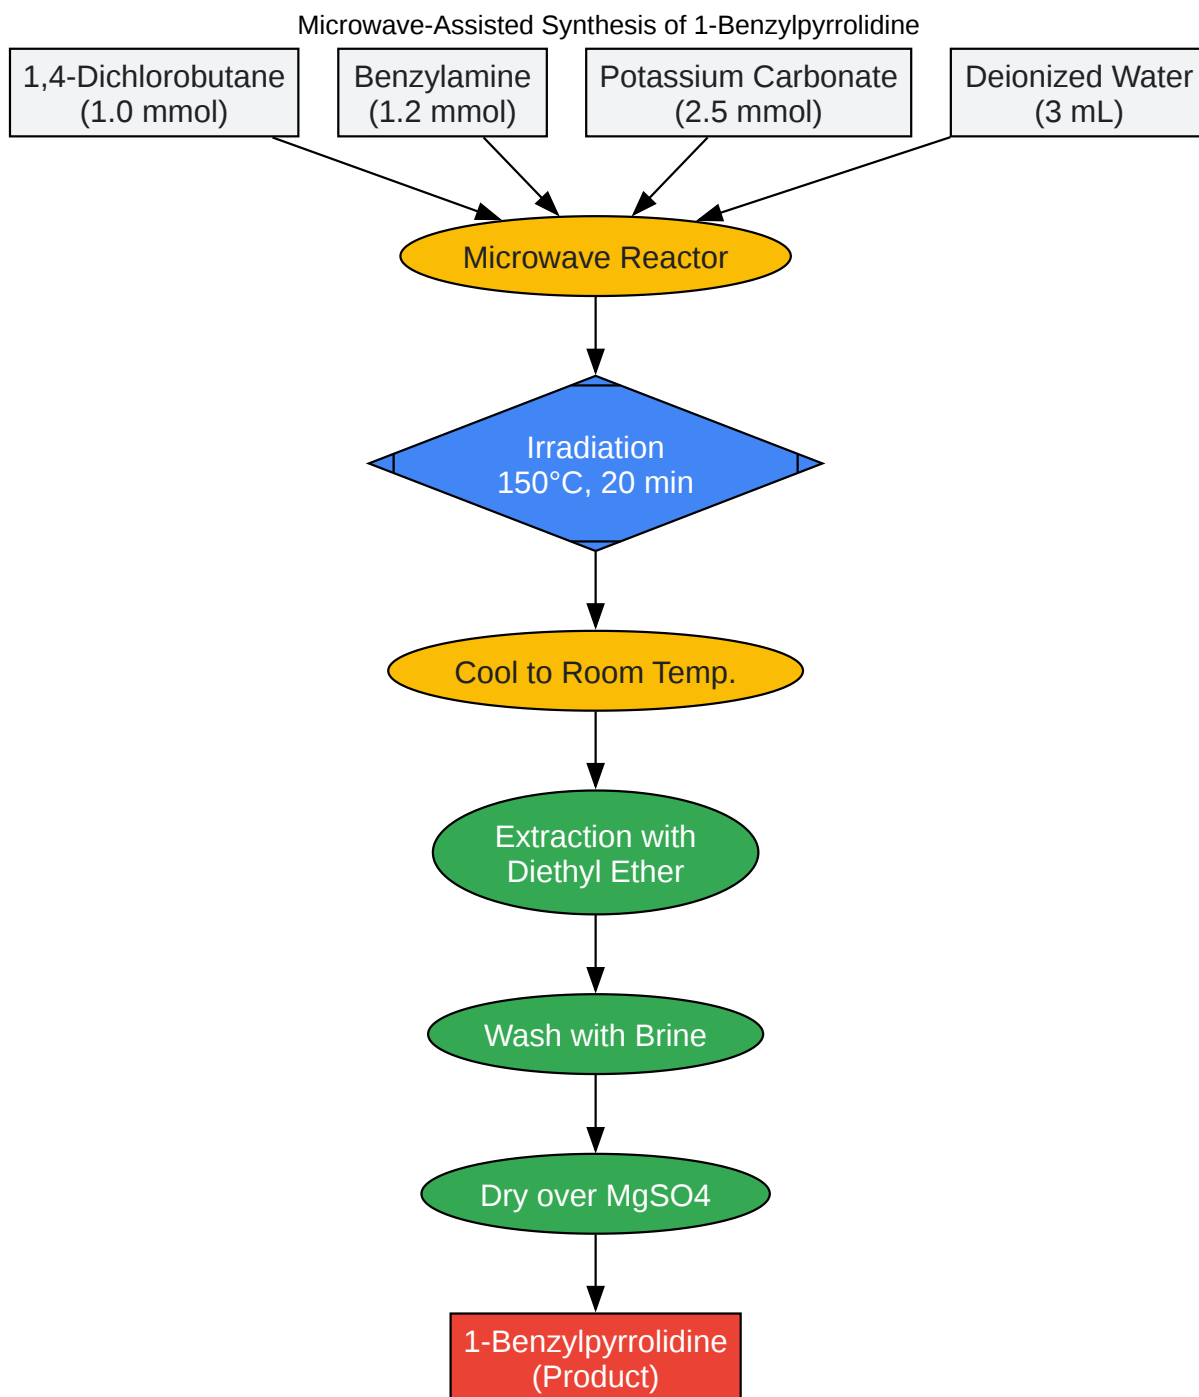 Microwave-Assisted Synthesis of 1-Benzylpyrrolidine
1,4-Dichlorobutane
(1.0 mmol)
Benzylamine
(1.2 mmol)
Potassium Carbonate
(2.5 mmol)
Deionized Water
(3 mL)
Microwave Reactor
Irradiation
150°C, 20 min
Cool to Room Temp.
Extraction with
Diethyl Ether
Wash with Brine
Dry over MgSO4
1-Benzylpyrrolidine
(Product)